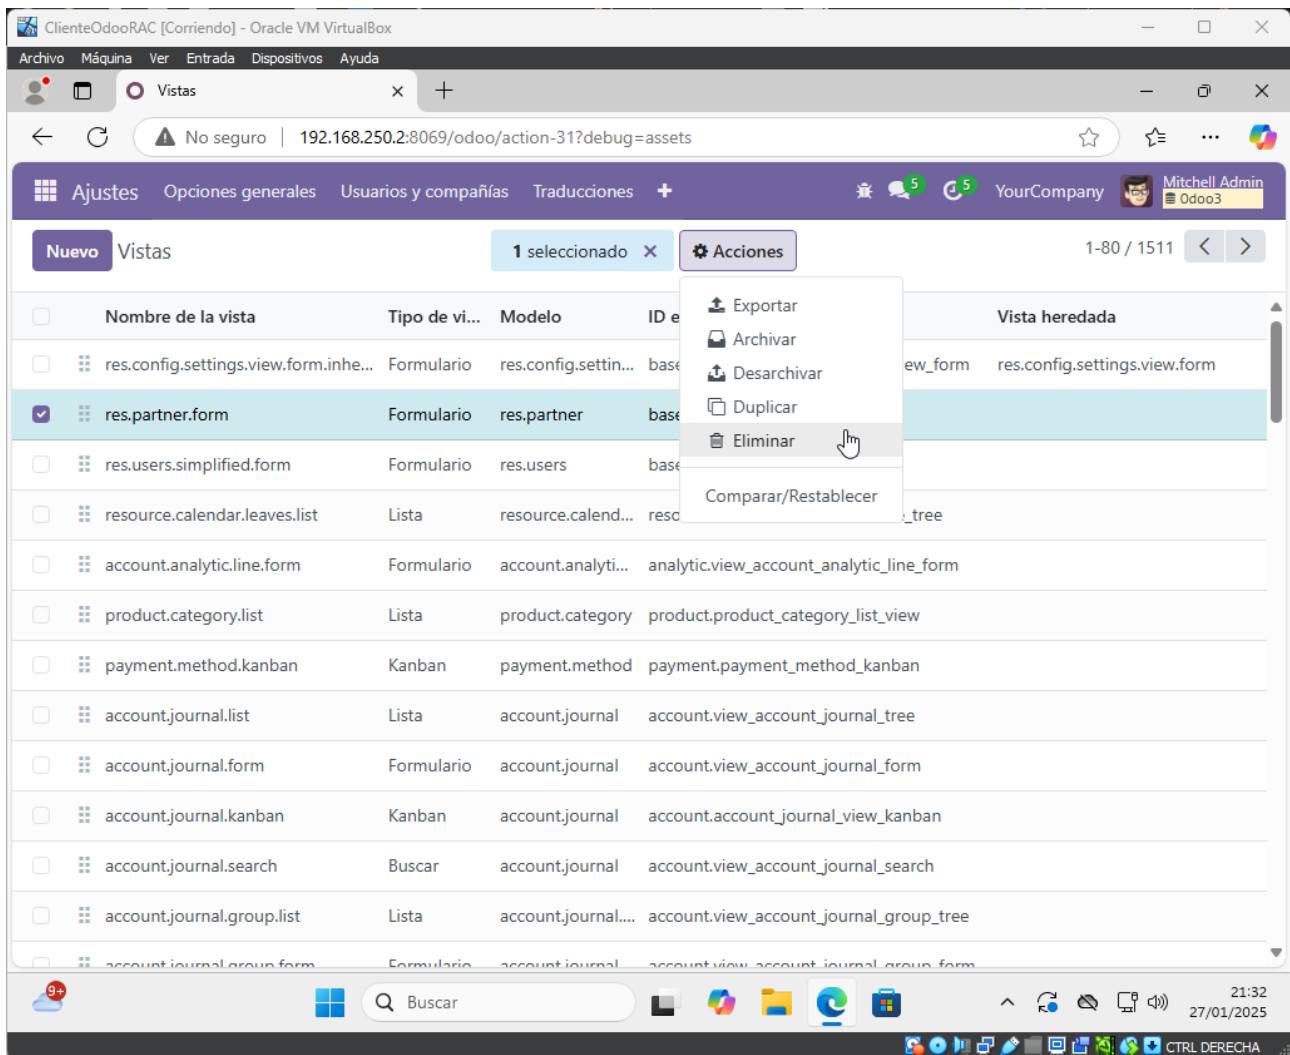 ClienteOdooRAC [Corriendo] - Oracle VM VirtualBox
Archivo Máquina Ver Entrada Dispositivos Ayuda
Vistas
No seguro 192.168.250.2:8069/odoo/action-31?debug=assets
Ajustes Opciones generales Usuarios y compañías Traducciones 5 5 YourCompany Mitchell Admin
Odoo3
Nuevo Vistas 1 seleccionado Acciones 1-80 / 1511
Exportar
Archivar
Desarchivar
Duplicar
Eliminar
Comparar/Restablecer
Nombre de la vista Tipo de vi... Modelo ID e Vista heredada
res.config.settings.view.form.inhe... Formulario res.config.settin... base ew_form res.config.settings.view.form
res.partner.form Formulario res.partner base
res.users.simplified.form Formulario res.users base
resource.calendar.leaves.list Lista resource.calend... reso _tree
account.analytic.line.form Formulario account.analyti... analytic.view_account_analytic_line_form
product.category.list Lista product.category product.product_category_list_view
payment.method.kanban Kanban payment.method payment.payment_method_kanban
account.journal.list Lista account.journal account.view_account_journal_tree
account.journal.form Formulario account.journal account.view_account_journal_form
account.journal.kanban Kanban account.journal account.account_journal_view_kanban
account.journal.search Buscar account.journal account.view_account_journal_search
account.journal.group.list Lista account.journal.... account.view_account_journal_group_tree
account.journal.group.form Formulario account.journal account.view_account_journal_group_form
9+ Buscar 21:32
27/01/2025
CTRL DERECHA